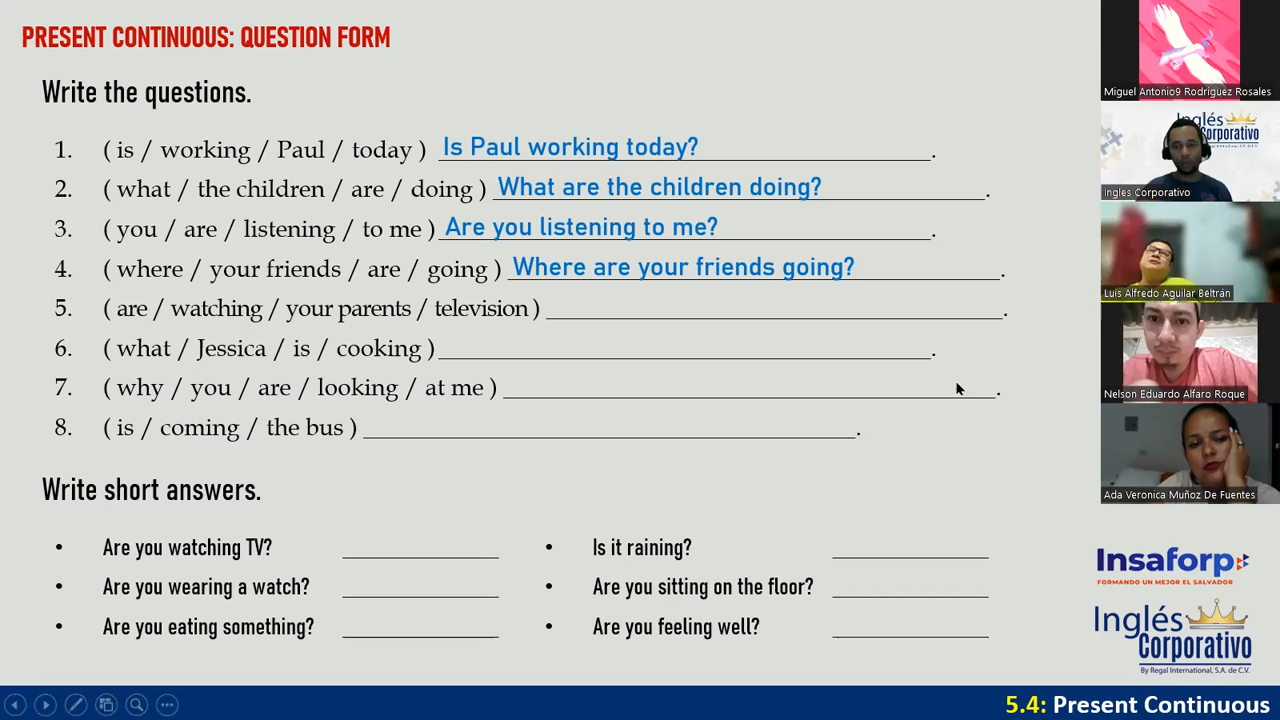 PRESENT CONTINUOUS: QUESTION FORM
Write the questions.
1. ( is / working / Paul / today ) Is Paul working today? .
2. ( what / the children / are / doing ) What are the children doing? .
3. ( you / are / listening / to me ) Are you listening to me? .
4. ( where / your friends / are / going ) Where are your friends going? .
5. ( are / watching / your parents / television ) .
6. ( what / Jessica / is / cooking ) .
7. ( why / you / are / looking / at me ) .
8. ( is / coming / the bus ) .
Write short answers.
• Are you watching TV?
• Are you wearing a watch?
• Are you eating something?
• Is it raining?
• Are you sitting on the floor?
• Are you feeling well?
Miguel Antonio9 Rodriguez Rosales
Inglés
Corporativo
Ingles Corporativo
Luis Alfredo Aguilar Beltrán
Nelson Eduardo Alfaro Roque
Ada Veronica Muñoz De Fuentes
Insaforp
FORMANDO UN MEJOR EL SALVADOR
Inglés
Corporativo
By Regal International, S.A. de C.V.
5.4: Present Continuous